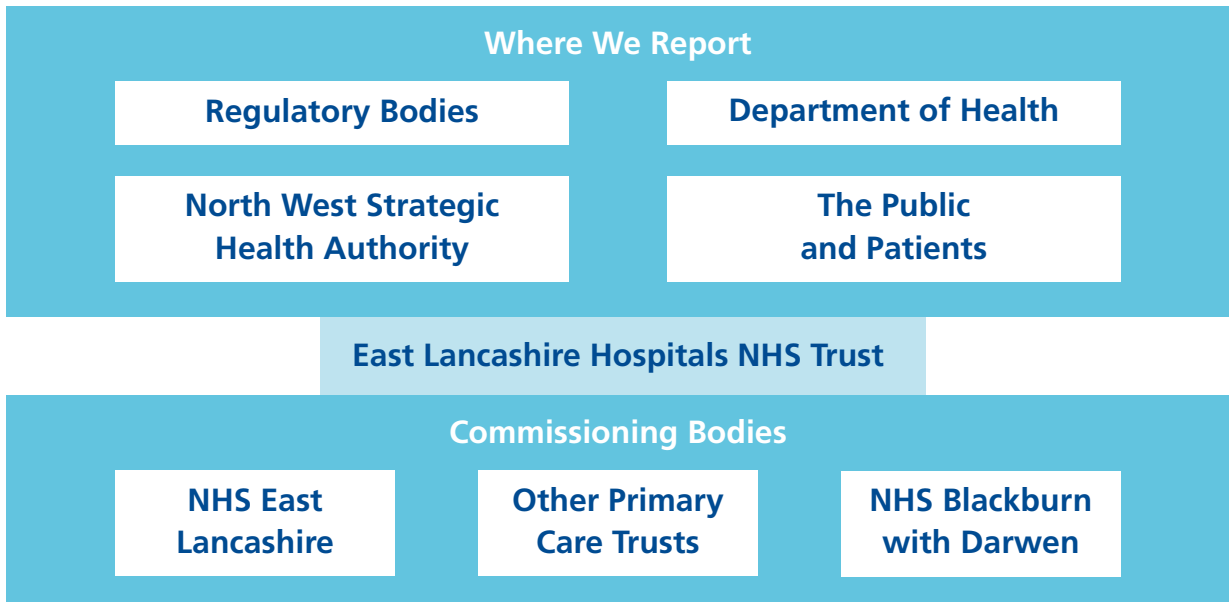 Where We Report
Regulatory Bodies
Department of Health
North West Strategic
Health Authority
The Public
and Patients
East Lancashire Hospitals NHS Trust
Commissioning Bodies
NHS East
Lancashire
Other Primary
Care Trusts
NHS Blackburn
with Darwen